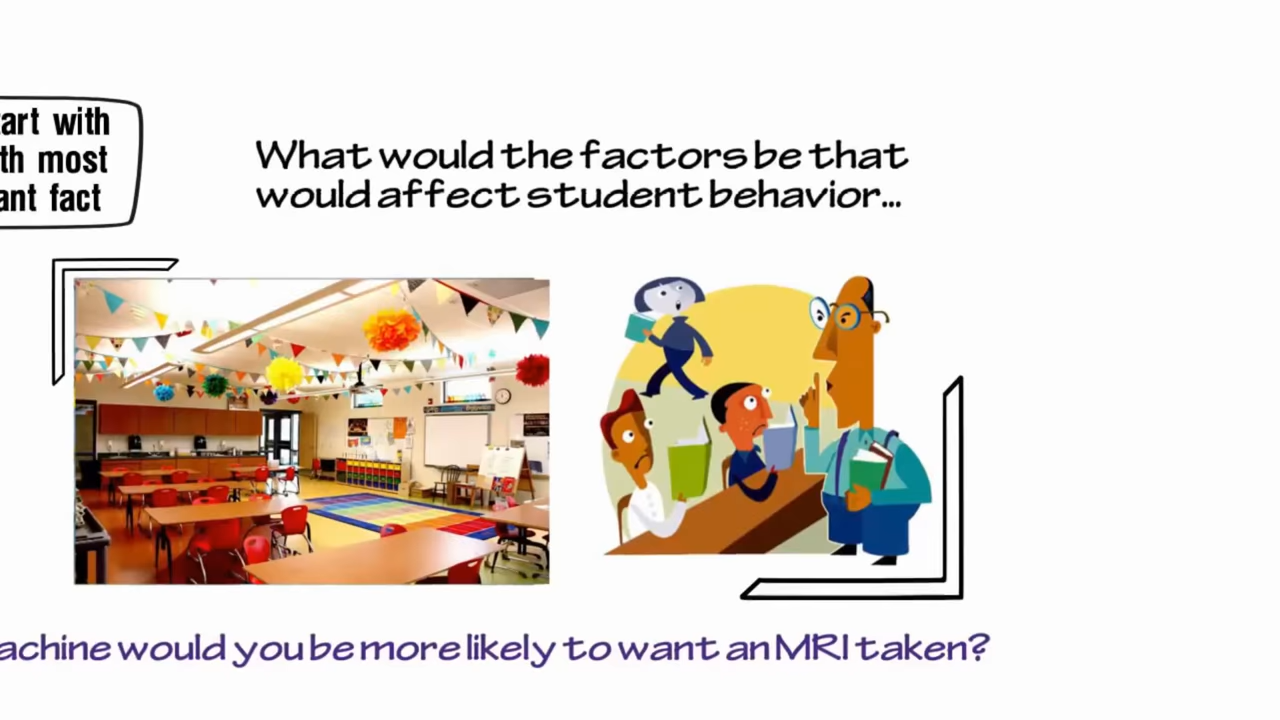 art with
th most
ant fact
What would the factors be that
would affect student behavior...
achine would you be more likely to want an MRI taken?